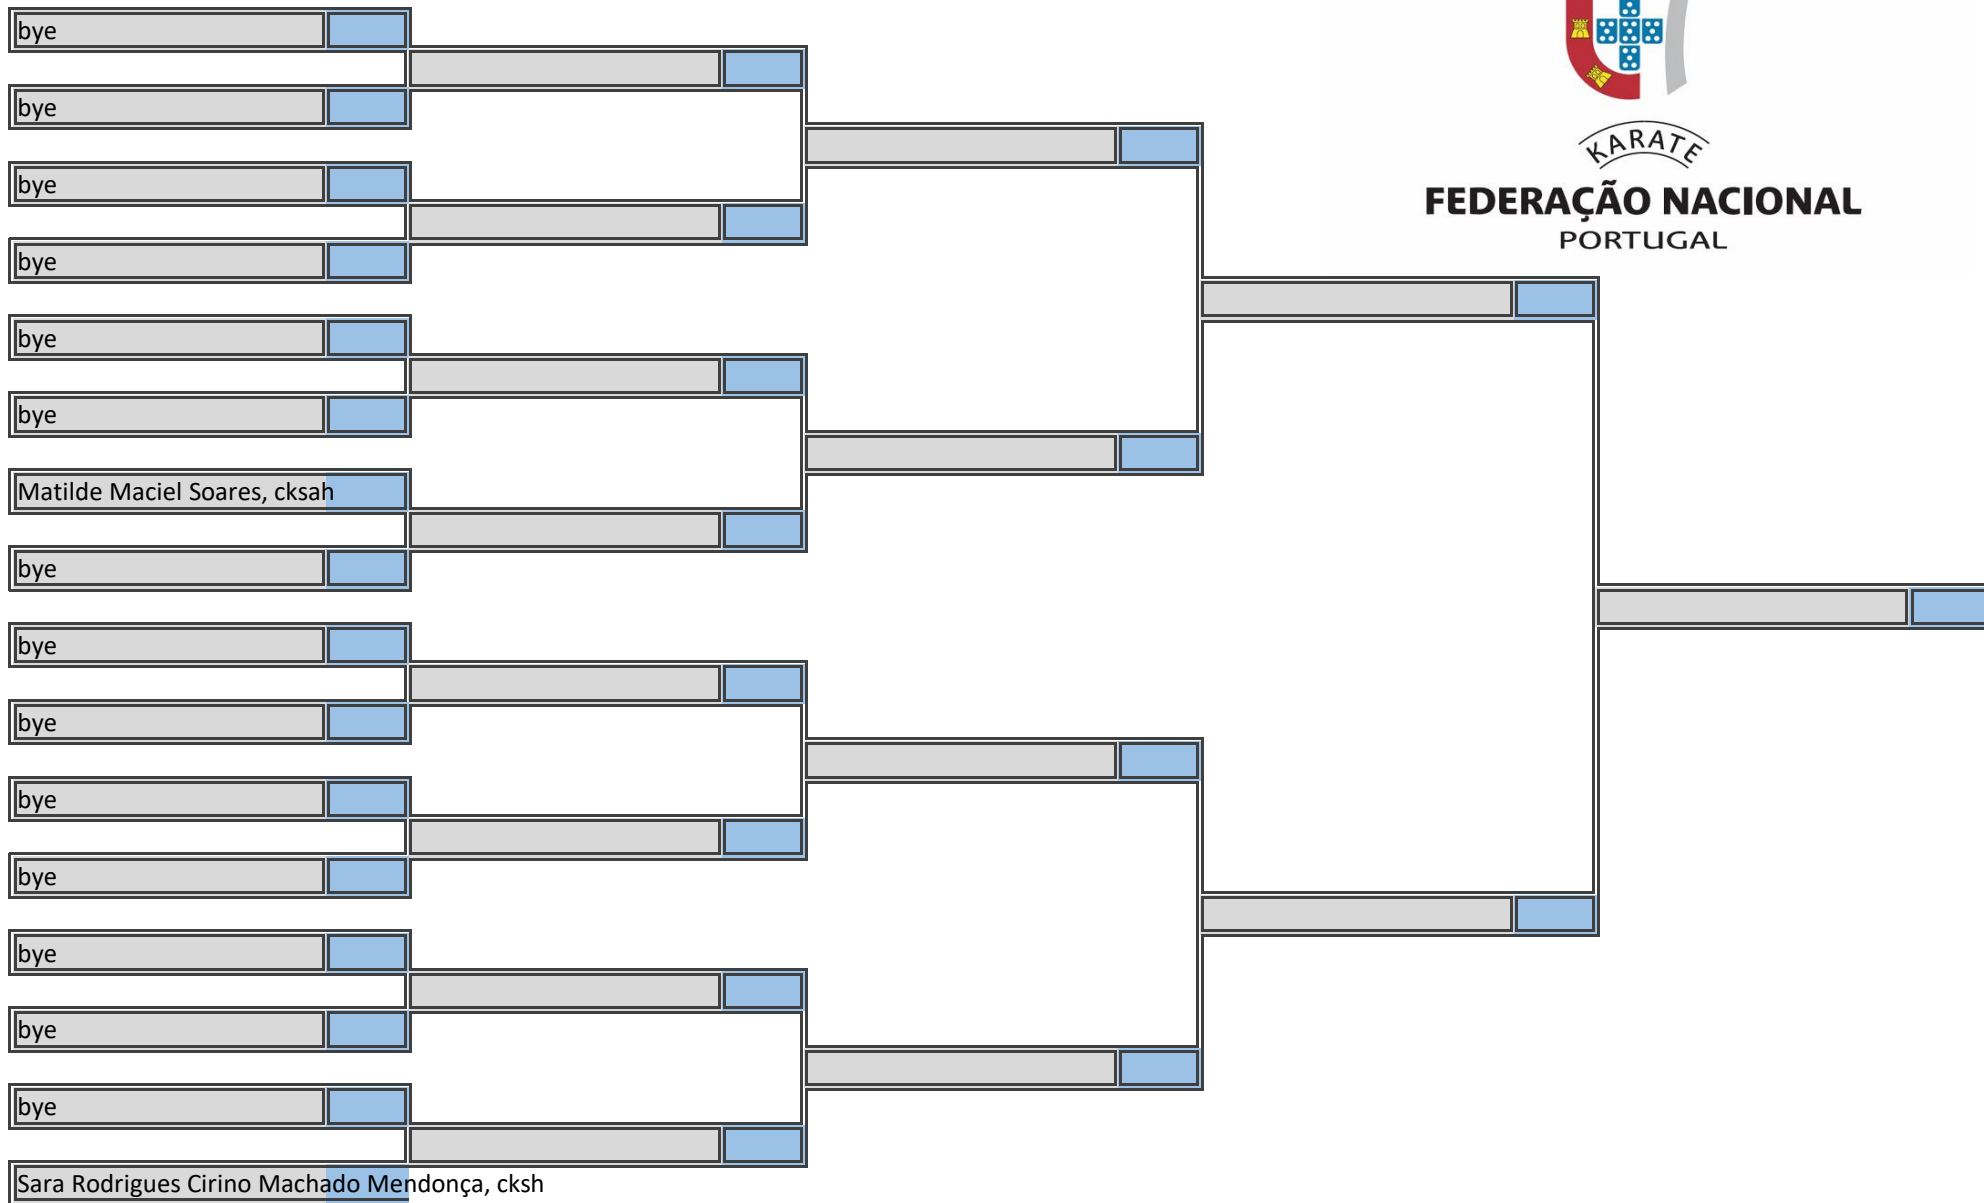 bye
bye
KARATE
bye
FEDERAÇÃO NACIONAL
PORTUGAL
bye
bye
bye
Matilde Maciel Soares, cksah
bye
bye
bye
bye
bye
bye
bye
bye
Sara Rodrigues Cirino Machado Mendonça, cksh